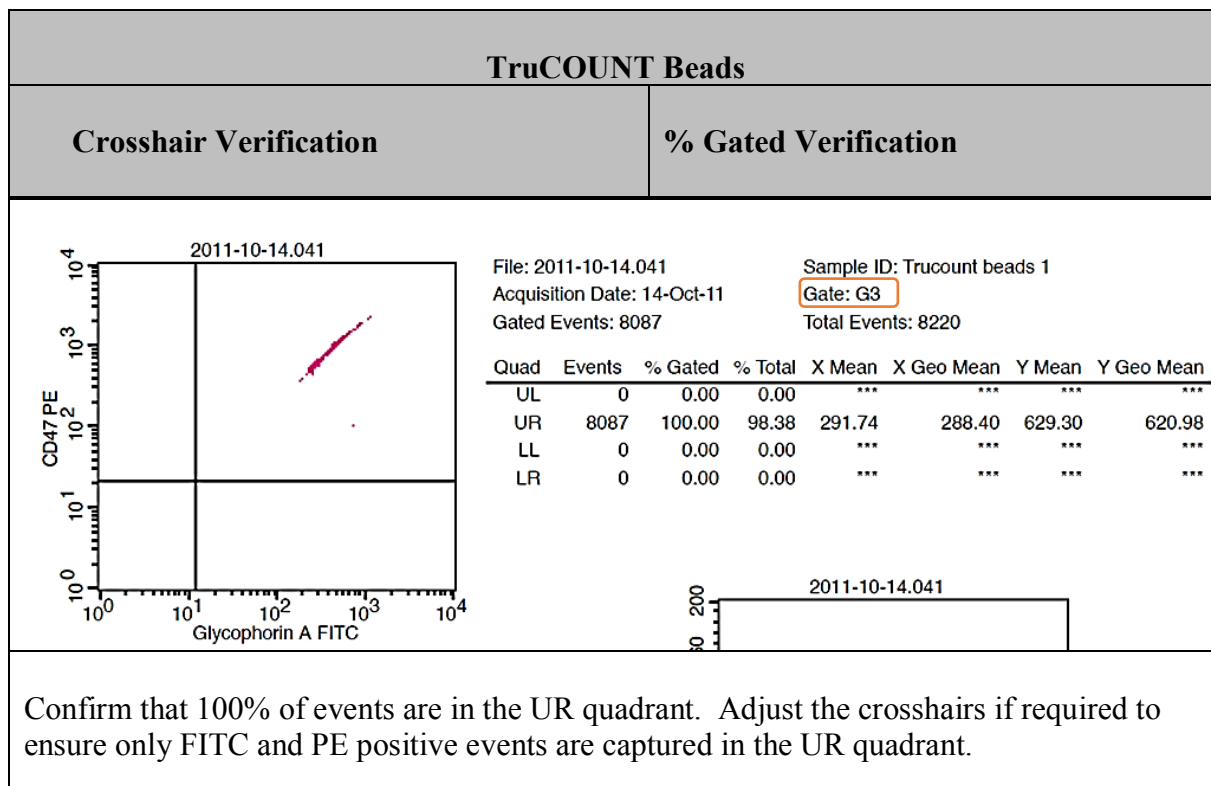 TruCOUNT Beads
Crosshair Verification
% Gated Verification
2011-10-14.041
10^4
10^3
10^2
10^1
10^0
CD47 PE
10^0 10^1 10^2 10^3 10^4
Glycophorin A FITC
File: 2011-10-14.041 Sample ID: Trucount beads 1
Acquisition Date: 14-Oct-11 Gate: G3
Gated Events: 8087 Total Events: 8220
Quad Events % Gated % Total X Mean X Geo Mean Y Mean Y Geo Mean
UL 0 0.00 0.00 *** *** *** ***
UR 8087 100.00 98.38 291.74 288.40 629.30 620.98
LL 0 0.00 0.00 *** *** *** ***
LR 0 0.00 0.00 *** *** *** ***
2011-10-14.041
200
Confirm that 100% of events are in the UR quadrant. Adjust the crosshairs if required to
ensure only FITC and PE positive events are captured in the UR quadrant.